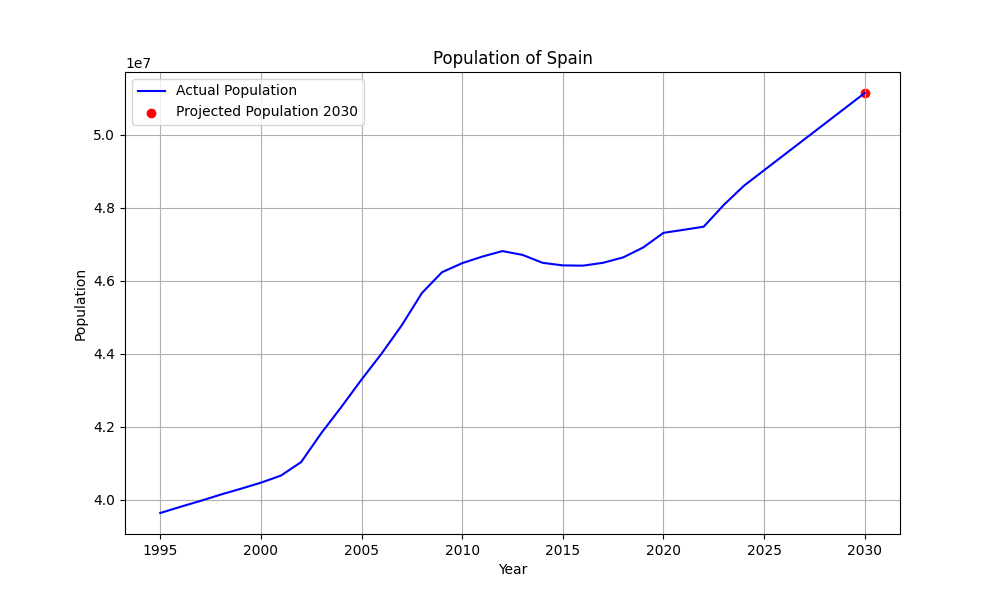 Population of Spain
1e7
Actual Population
Projected Population 2030
5.0
4.8
4.6
4.4
4.2
4.0
Population
1995 2000 2005 2010 2015 2020 2025 2030
Year